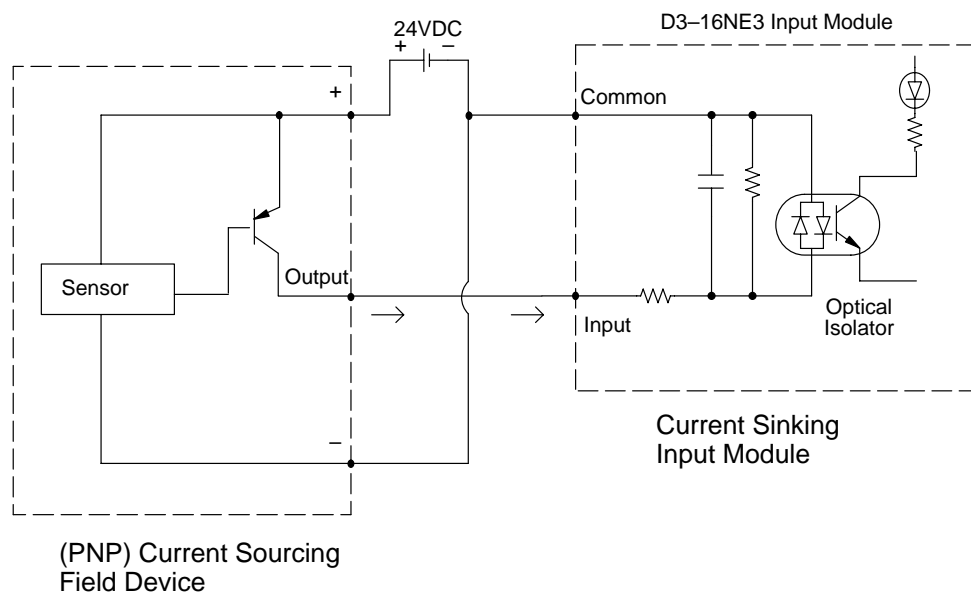 24VDC
+ –
D3–16NE3 Input Module
+
Common
Sensor
Output
Input
Optical
Isolator
–
Current Sinking
Input Module
(PNP) Current Sourcing
Field Device